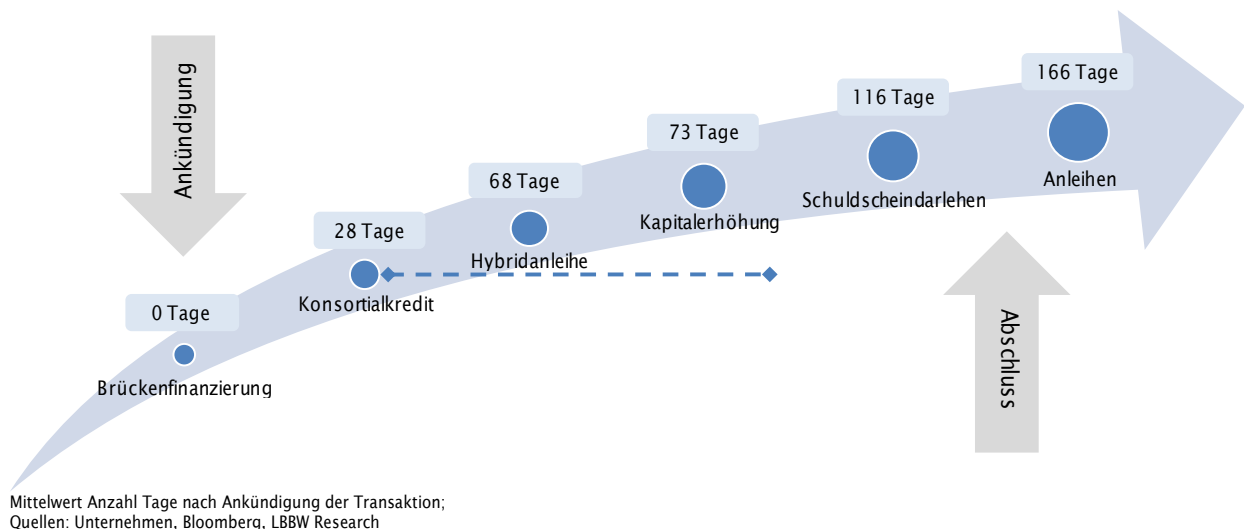 Ankündigung
0 Tage
Brückenfinanzierung
28 Tage
Konsortialkredit
68 Tage
Hybridanleihe
73 Tage
Kapitalerhöhung
116 Tage
Schuldscheindarlehen
166 Tage
Anleihen
Abschluss
Mittelwert Anzahl Tage nach Ankündigung der Transaktion;
Quellen: Unternehmen, Bloomberg, LBBW Research